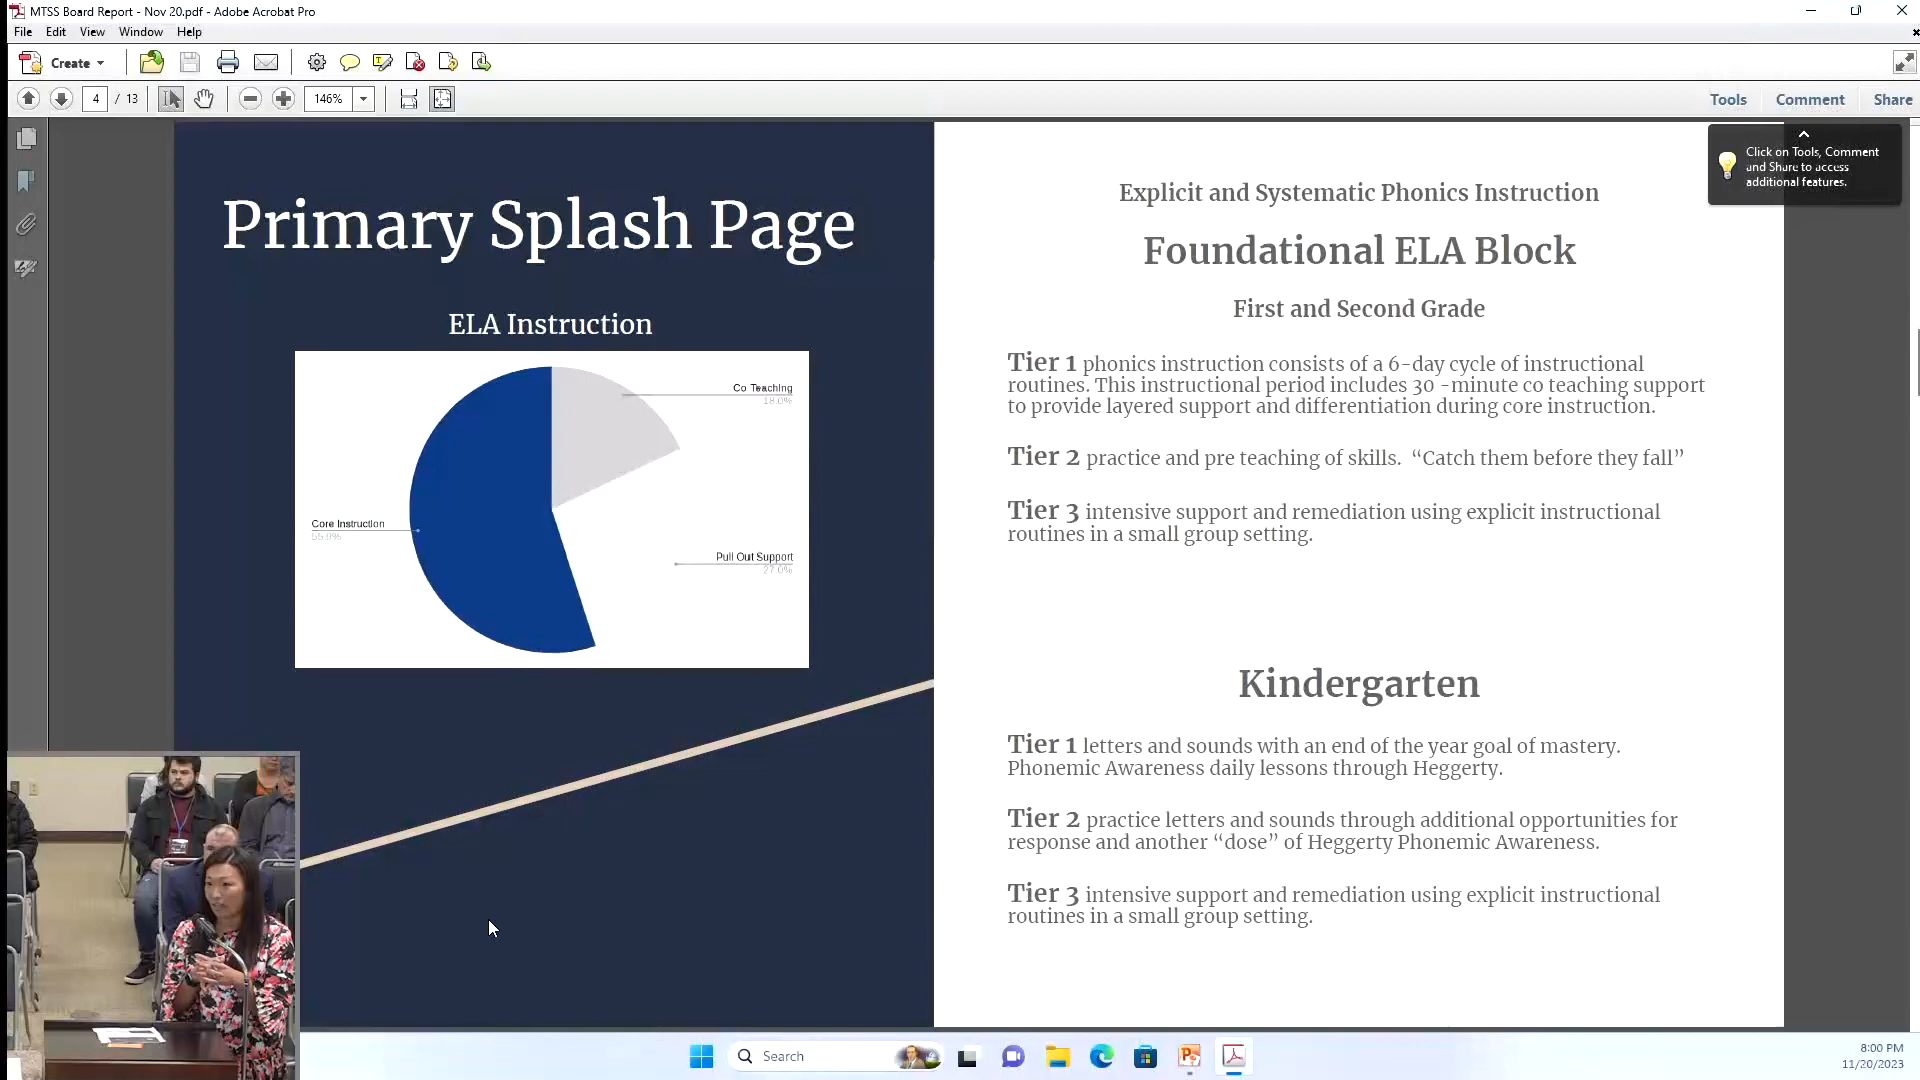 MTSS Board Report - Nov 20.pdf - Adobe Acrobat Pro
File Edit View Window Help
Create
4 / 13
146%
Tools Comment Share
Click on Tools, Comment
and Share to access
additional features.
Primary Splash Page
ELA Instruction
Co Teaching
18.0%
Core Instruction
55.0%
Pull Out Support
27.0%
Explicit and Systematic Phonics Instruction
Foundational ELA Block
First and Second Grade
Tier 1 phonics instruction consists of a 6-day cycle of instructional
routines. This instructional period includes 30 -minute co teaching support
to provide layered support and differentiation during core instruction.
Tier 2 practice and pre teaching of skills. “Catch them before they fall”
Tier 3 intensive support and remediation using explicit instructional
routines in a small group setting.
Kindergarten
Tier 1 letters and sounds with an end of the year goal of mastery.
Phonemic Awareness daily lessons through Heggerty.
Tier 2 practice letters and sounds through additional opportunities for
response and another “dose” of Heggerty Phonemic Awareness.
Tier 3 intensive support and remediation using explicit instructional
routines in a small group setting.
Search
8:00 PM
11/20/2023